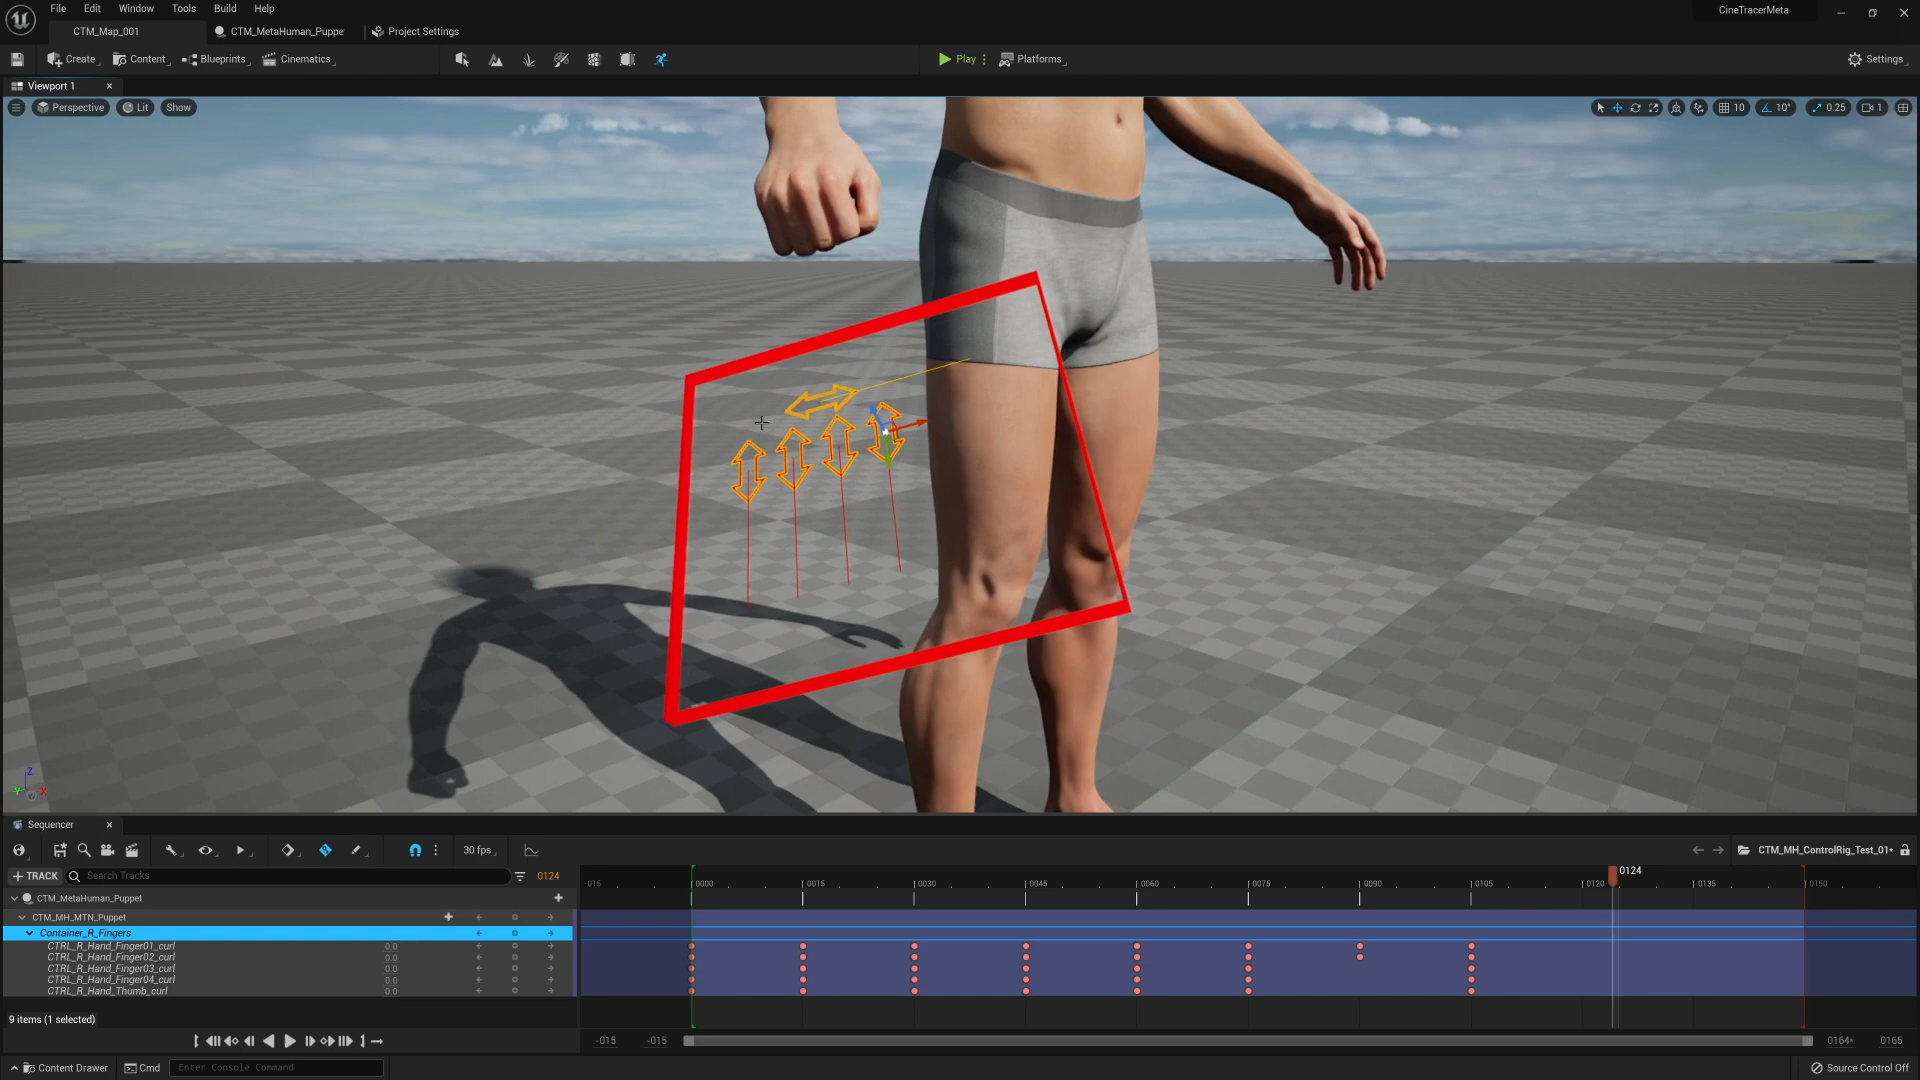 File Edit Window Tools Build Help
CineTracerMeta
CTM_Map_001
CTM_MetaHuman_Puppe
Project Settings
Create
Content
Blueprints
Cinematics
Play
Platforms
Settings
Viewport 1
Perspective
Lit
Show
10
10°
0.25
1
Z
Y
X
Sequencer
30 fps
CTM_MH_ControlRig_Test_01*
+ TRACK
Search Tracks
0124
-015 0000 0015 0030 0045 0060 0075 0090 0105 0120 0124 0135 0150
CTM_MetaHuman_Puppet
CTM_MH_MTN_Puppet
Container_R_Fingers
CTRL_R_Hand_Finger01_curl 0.0
CTRL_R_Hand_Finger02_curl 0.0
CTRL_R_Hand_Finger03_curl 0.0
CTRL_R_Hand_Finger04_curl 0.0
CTRL_R_Hand_Thumb_curl 0.0
9 items (1 selected)
-015 -015 0164+ 0165
Content Drawer
Cmd
Enter Console Command
Source Control Off